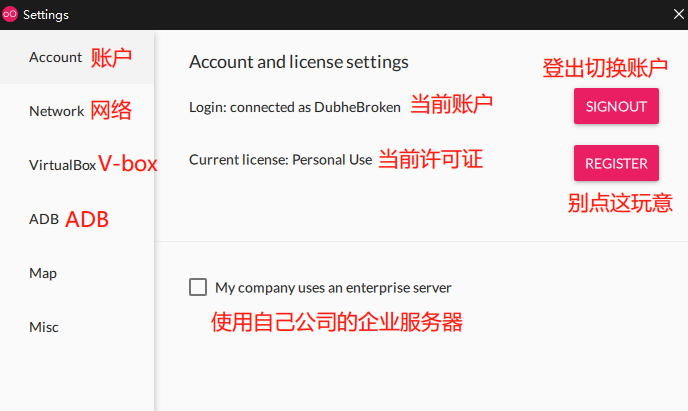 Settings
Account 账户
Network 网络
VirtualBox V-box
ADB ADB
Map
Misc
Account and license settings
登出切换账户
Login: connected as DubheBroken 当前账户
SIGNOUT
Current license: Personal Use 当前许可证
REGISTER
别点这玩意
My company uses an enterprise server
使用自己公司的企业服务器